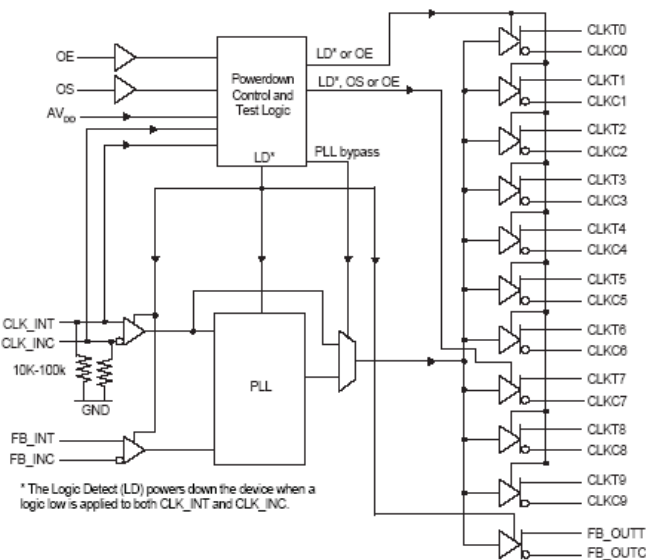 OE
OS
AVDD
Powerdown
Control and
Test Logic
LD*
LD* or OE
LD*, OS or OE
PLL bypass
CLK_INT
CLK_INC
10K-100k
GND
FB_INT
FB_INC
PLL
CLKT0
CLKC0
CLKT1
CLKC1
CLKT2
CLKC2
CLKT3
CLKC3
CLKT4
CLKC4
CLKT5
CLKC5
CLKT6
CLKC6
CLKT7
CLKC7
CLKT8
CLKC8
CLKT9
CLKC9
FB_OUTT
FB_OUTC
* The Logic Detect (LD) powers down the device when a
logic low is applied to both CLK_INT and CLK_INC.